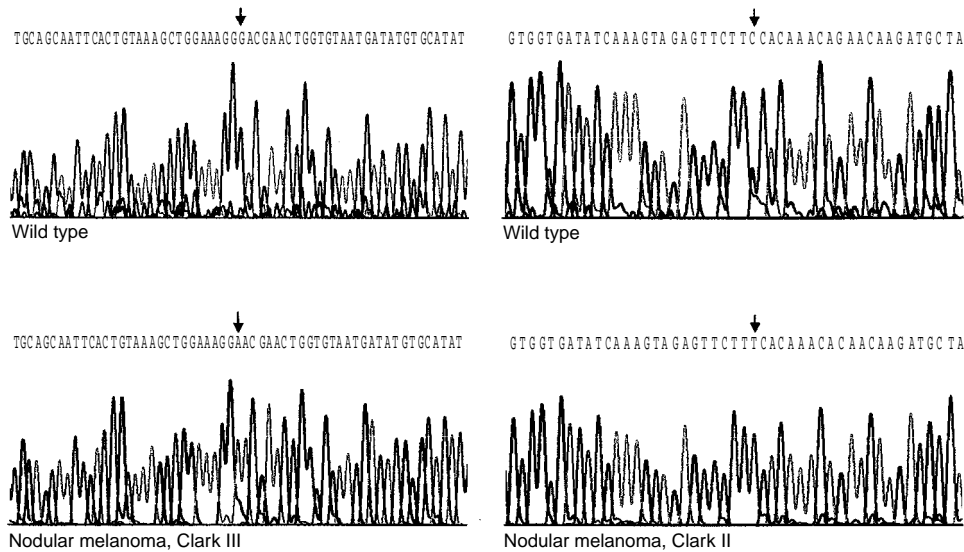 TGCAGCAATTCACTGTAAAGCTGGAAAGGGACGAACTGGTGTAATGATATGTGCATAT
GTGGTGATATCAAAGTAGAGTTCTTCCACAAACAGAACAAGATGCTA
Wild type
Wild type
TGCAGCAATTCACTGTAAAGCTGGAAAGGAACGAACTGGTGTAATGATATGTGCATAT
GTGGTGATATCAAAGTAGAGTTCTTTCACAAACACAACAAGATGCTA
Nodular melanoma, Clark III
Nodular melanoma, Clark II